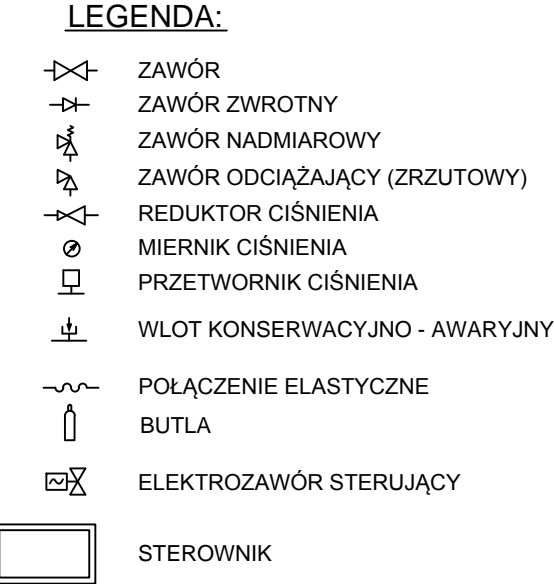 LEGENDA:
ZAWÓR
ZAWÓR ZWROTNY
ZAWÓR NADMIAROWY
ZAWÓR ODCIĄŻAJĄCY (ZRZUTOWY)
REDUKTOR CIŚNIENIA
MIERNIK CIŚNIENIA
PRZETWORNIK CIŚNIENIA
WLOT KONSERWACYJNO - AWARYJNY
POŁĄCZENIE ELASTYCZNE
BUTLA
ELEKTROZAWÓR STERUJĄCY
STEROWNIK